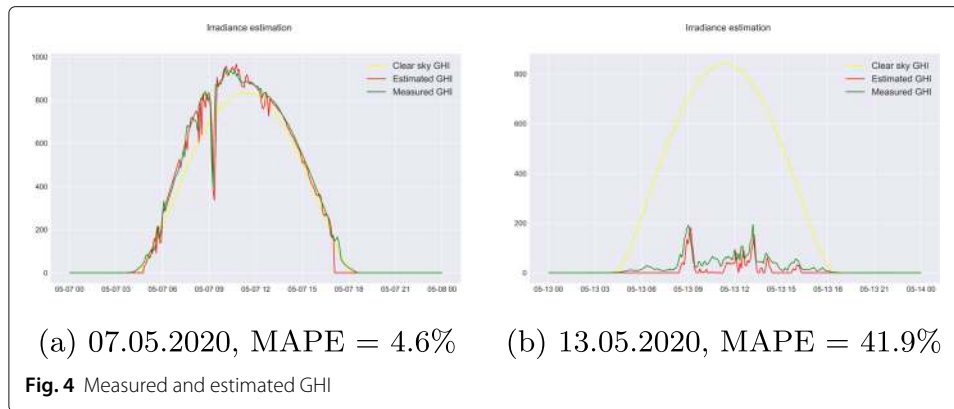 Irradiance estimation
Clear sky GHI
Estimated GHI
Measured GHI
1000
800
600
400
200
0
05-07 00 05-07 03 05-07 06 05-07 09 05-07 12 05-07 15 05-07 18 05-07 21 05-08 00
(a) 07.05.2020, MAPE = 4.6%
Irradiance estimation
Clear sky GHI
Estimated GHI
Measured GHI
800
600
400
200
0
05-13 00 05-13 03 05-13 06 05-13 09 05-13 12 05-13 15 05-13 18 05-13 21 05-14 00
(b) 13.05.2020, MAPE = 41.9%
Fig. 4 Measured and estimated GHI